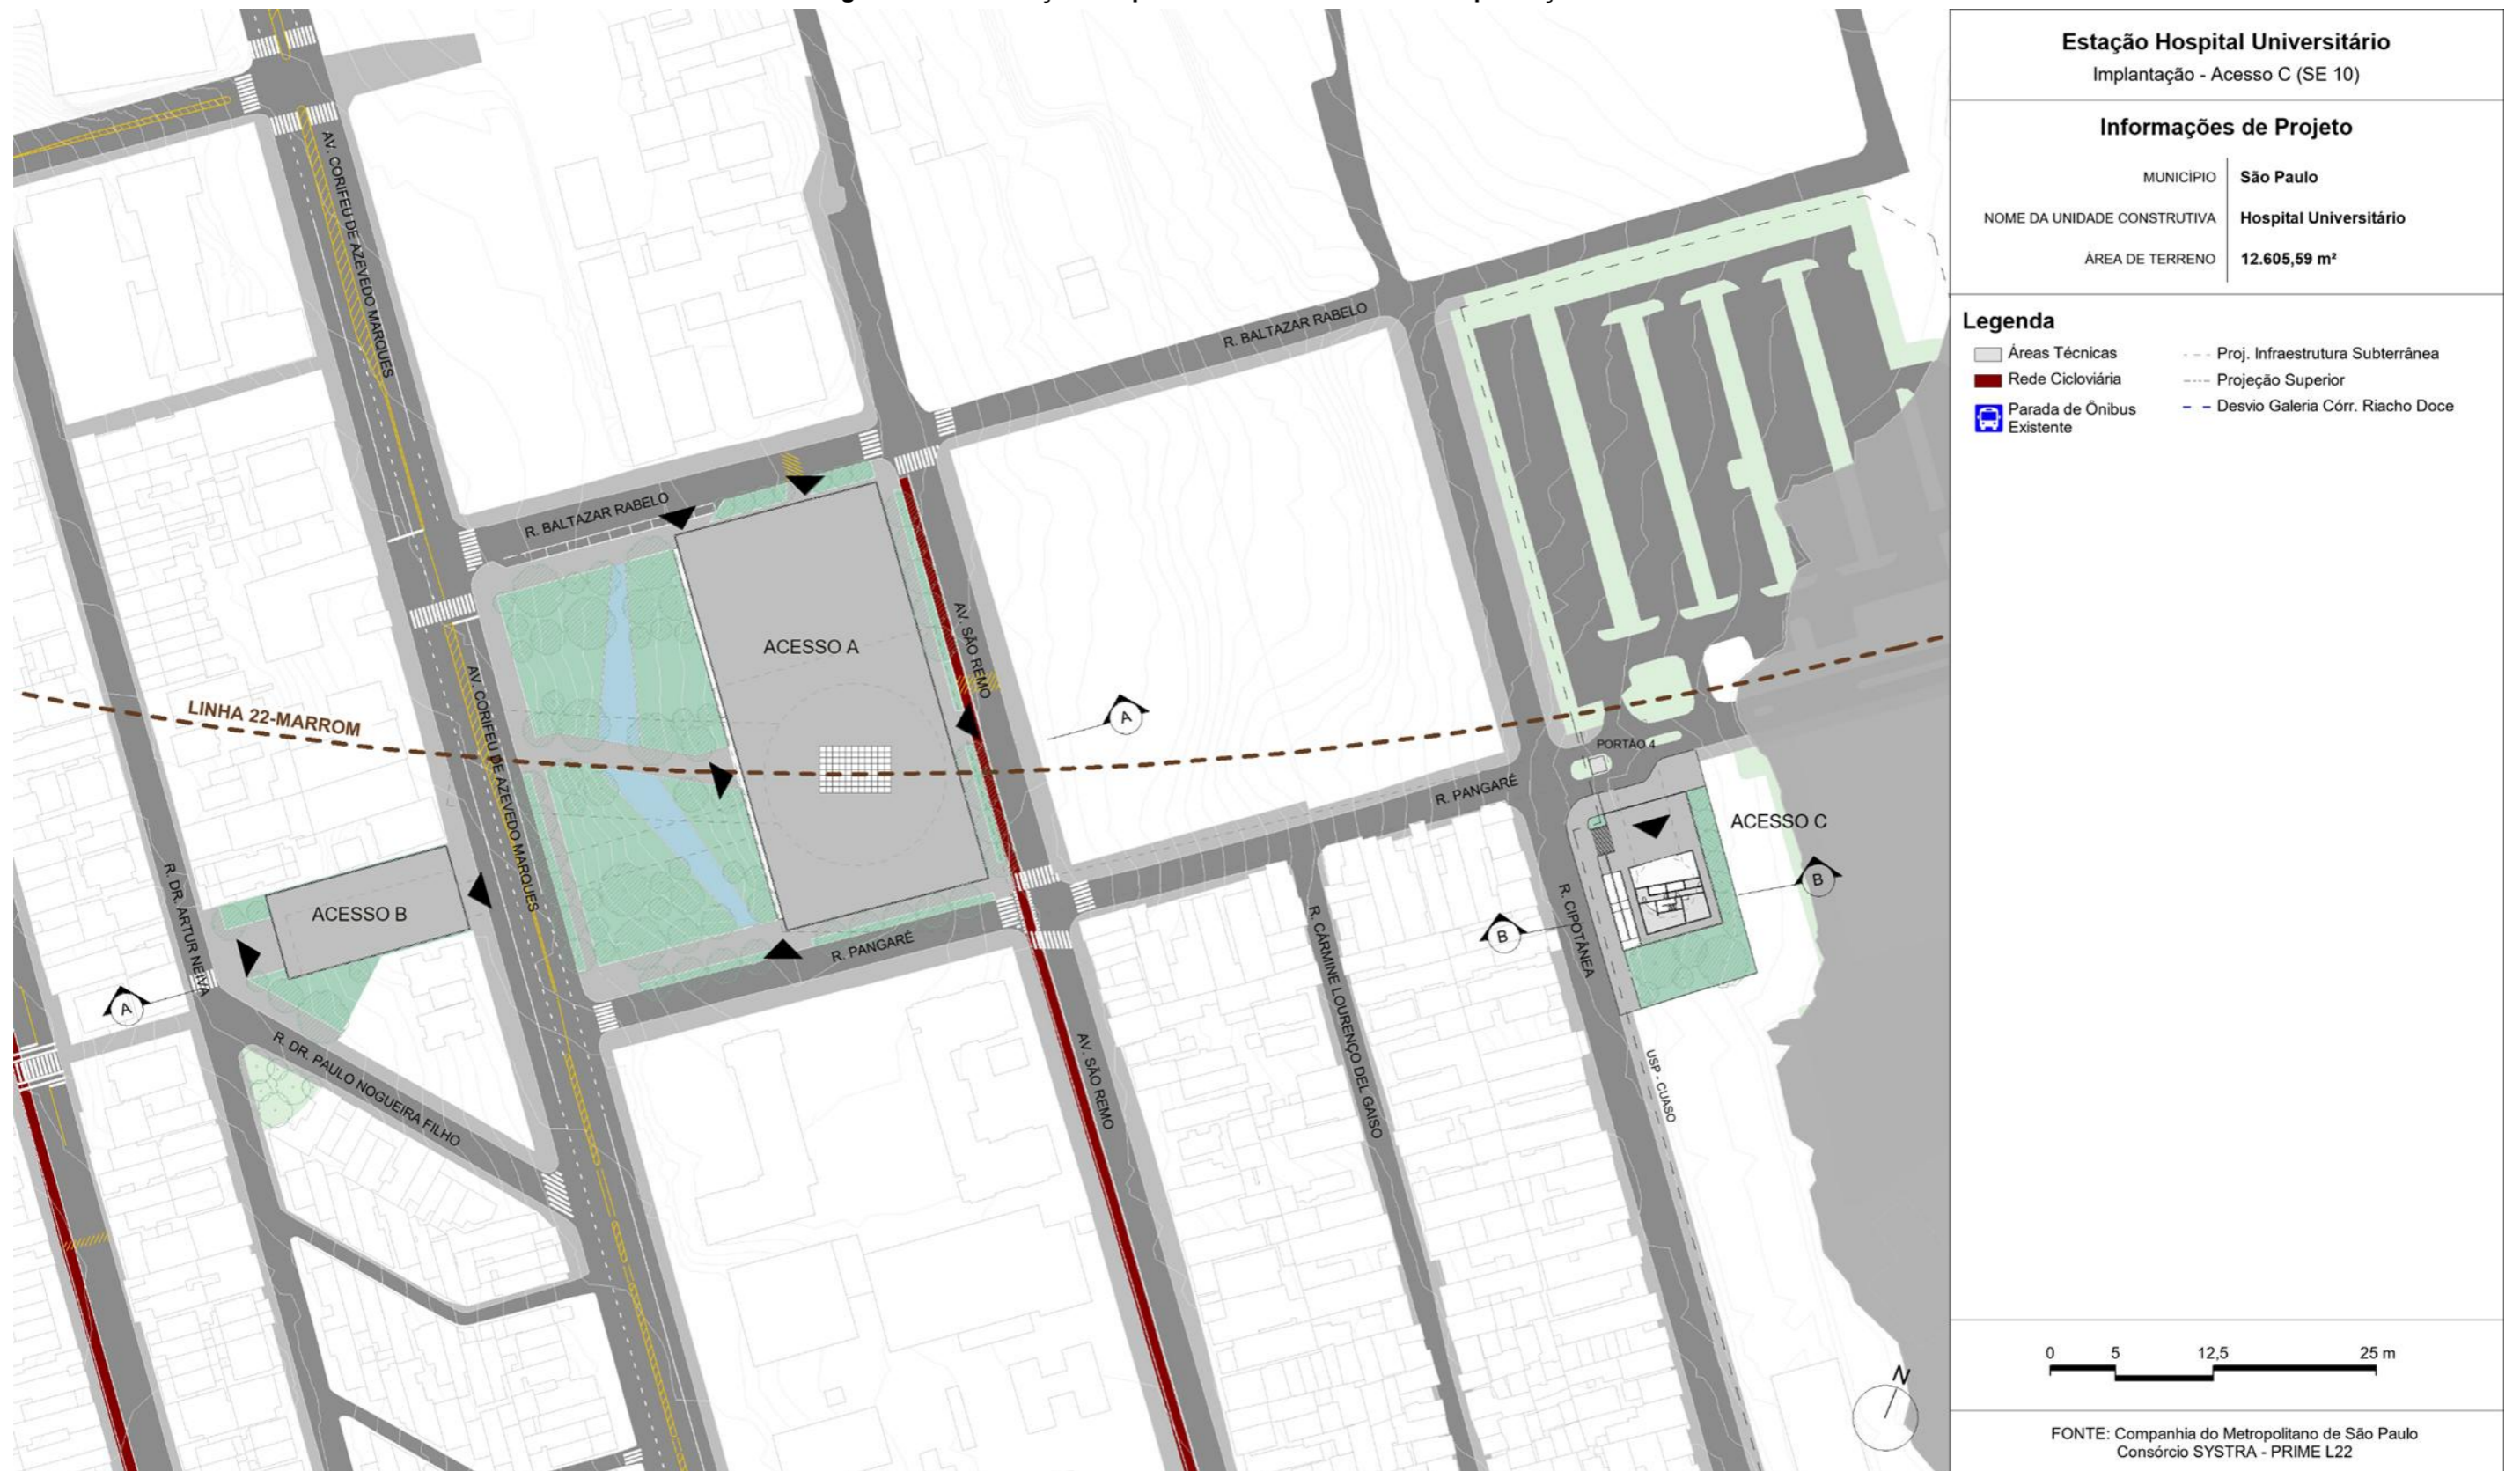 Estação Hospital Universitário
Implantação - Acesso C (SE 10)
Informações de Projeto
MUNICÍPIO São Paulo
NOME DA UNIDADE CONSTRUTIVA Hospital Universitário
ÁREA DE TERRENO 12.605,59 m²
Legenda
Áreas Técnicas
Rede Cicloviária
Parada de Ônibus
Existente
Proj. Infraestrutura Subterrânea
Projeção Superior
Desvio Galeria Córr. Riacho Doce
AV. CORIFEU DE AZEVEDO MARQUES
R. BALTAZAR RABELO
R. BALTAZAR RABELO
ACESSO A
AV. SÃO REMO
AV. CORIFEU DE AZEVEDO MARQUES
LINHA 22-MARROM
A
PORTÃO 4
R. PANGARÉ
ACESSO C
B
B
R. CIPOTÂNEA
R. DR. ARTUR NEIVA
ACESSO B
R. PANGARÉ
R. CÁRMINE LOURENÇO DEL GAISO
A
R. DR. PAULO NOGUEIRA FILHO
AV. SÃO REMO
USP - CUASO
N
0 5 12,5 25 m
FONTE: Companhia do Metropolitano de São Paulo
Consórcio SYSTRA - PRIME L22